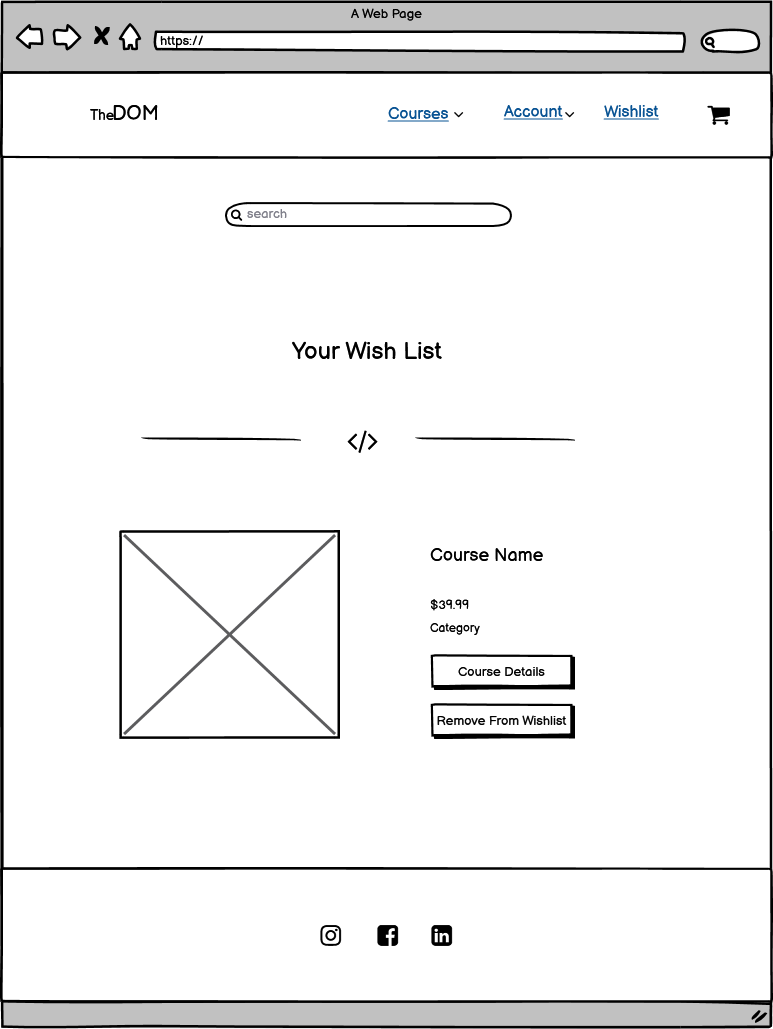 A Web Page
https://
TheDOM Courses Account Wishlist
search
Your Wish List
</>
Course Name
$39.99
Category
Course Details
Remove From Wishlist